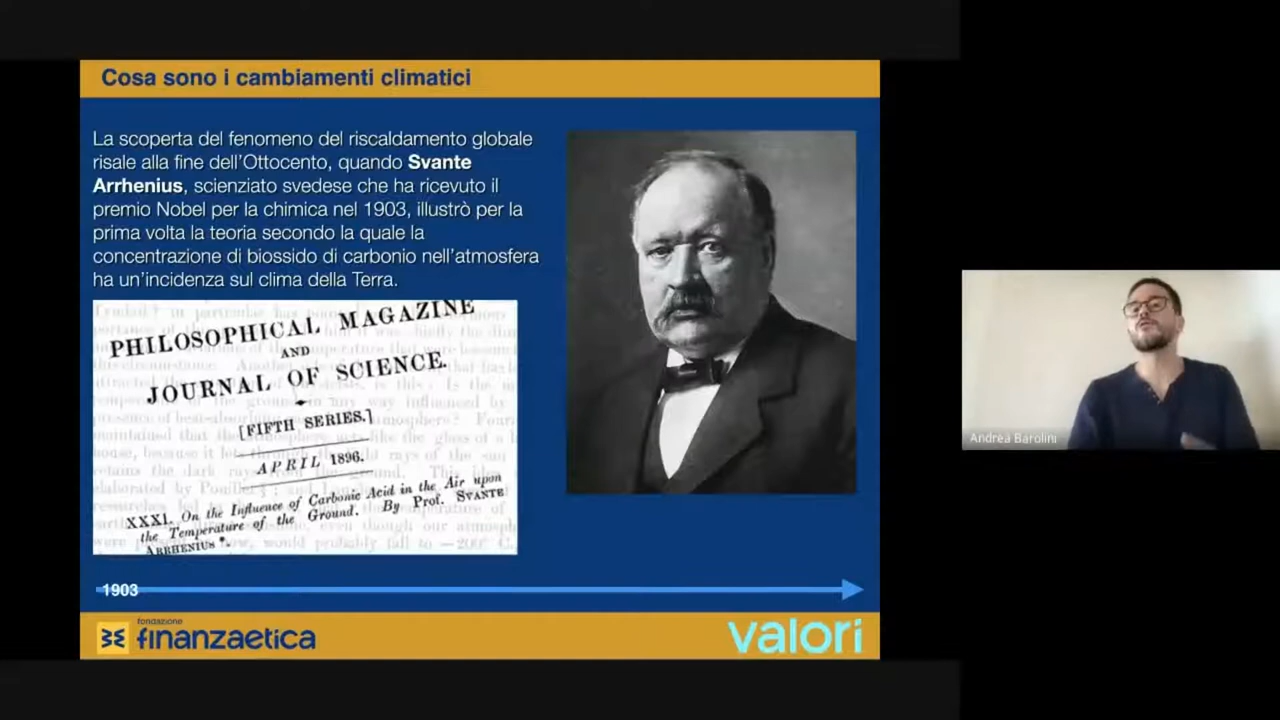 Cosa sono i cambiamenti climatici
La scoperta del fenomeno del riscaldamento globale
risale alla fine dell'Ottocento, quando Svante
Arrhenius, scienziato svedese che ha ricevuto il
premio Nobel per la chimica nel 1903, illustrò per la
prima volta la teoria secondo la quale la
concentrazione di biossido di carbonio nell'atmosfera
ha un'incidenza sul clima della Terra.
PHILOSOPHICAL MAGAZINE
AND
JOURNAL OF SCIENCE.
[FIFTH SERIES.]
APRIL 1896.
XXXI. On the Influence of Carbonic Acid in the Air upon
the Temperature of the Ground. By Prof. SVANTE
ARRHENIUS *.
1903
fondazione
finanzaetica
valori
Andrea Barolini